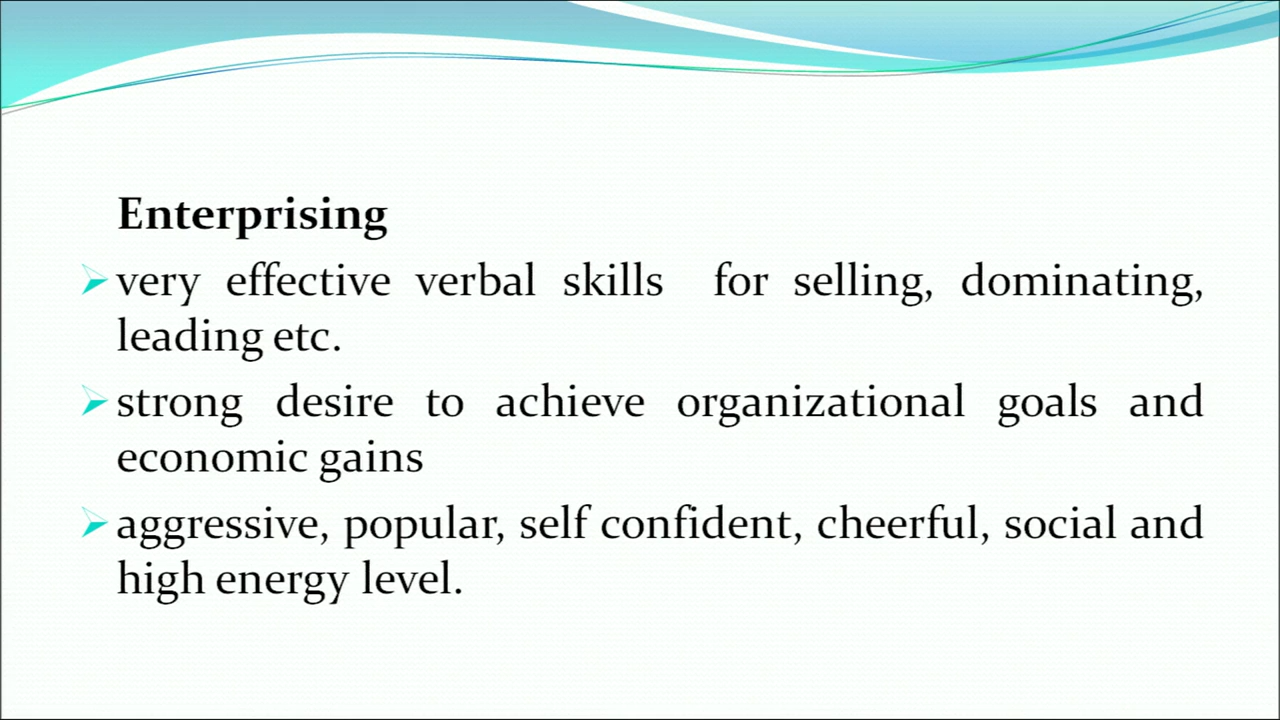 Enterprising
very effective verbal skills for selling, dominating,
leading etc.
strong desire to achieve organizational goals and
economic gains
aggressive, popular, self confident, cheerful, social and
high energy level.